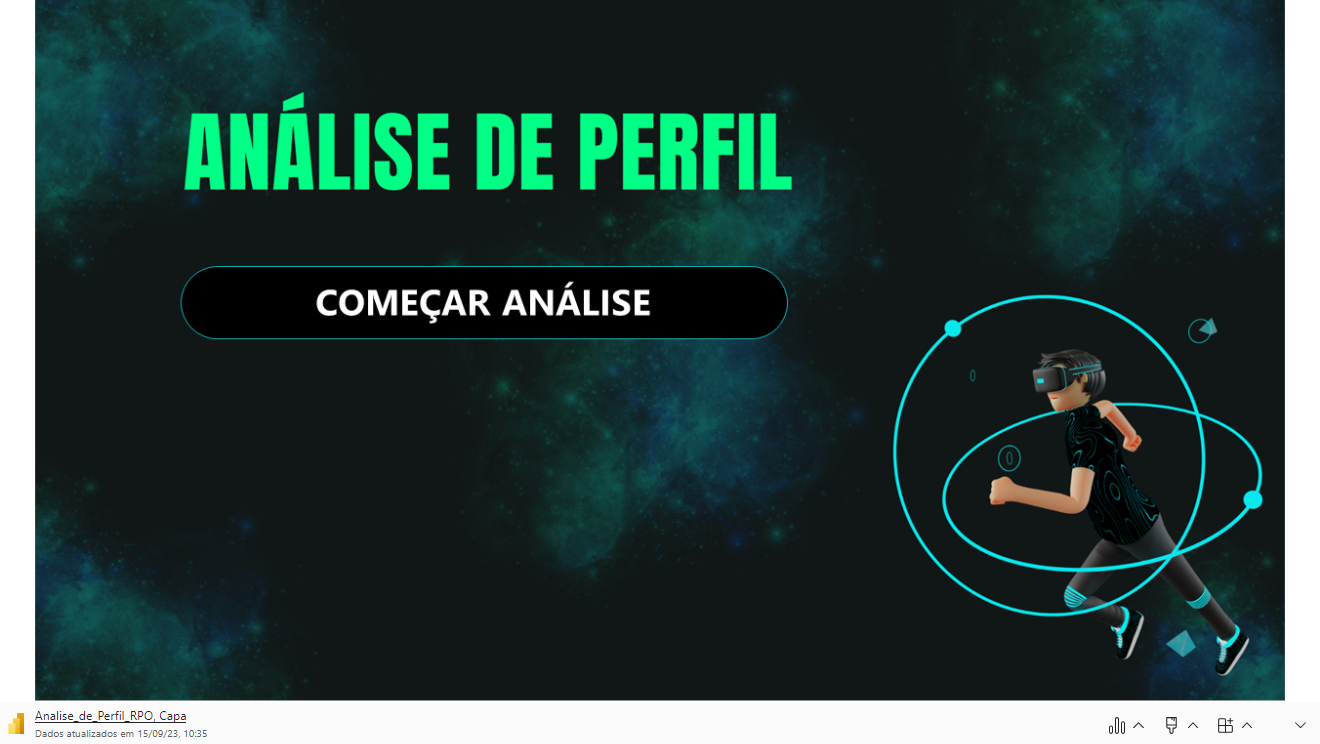 ANÁLISE DE PERFIL
COMEÇAR ANÁLISE
Analise_de_Perfil_RPO, Capa
Dados atualizados em 15/09/23, 10:35